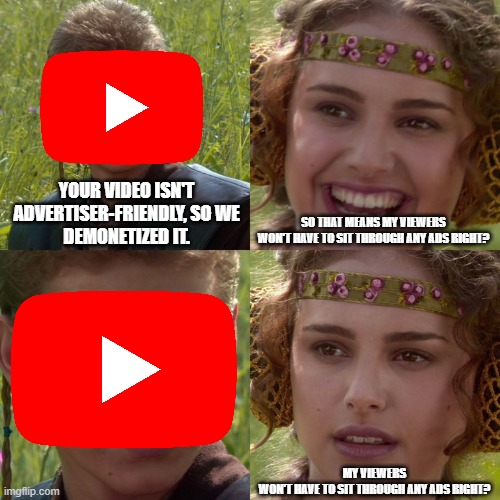 YOUR VIDEO ISN'T
ADVERTISER-FRIENDLY, SO WE
DEMONETIZED IT.
SO THAT MEANS MY VIEWERS
WON'T HAVE TO SIT THROUGH ANY ADS RIGHT?
MY VIEWERS
WON'T HAVE TO SIT THROUGH ANY ADS RIGHT?
imgflip.com